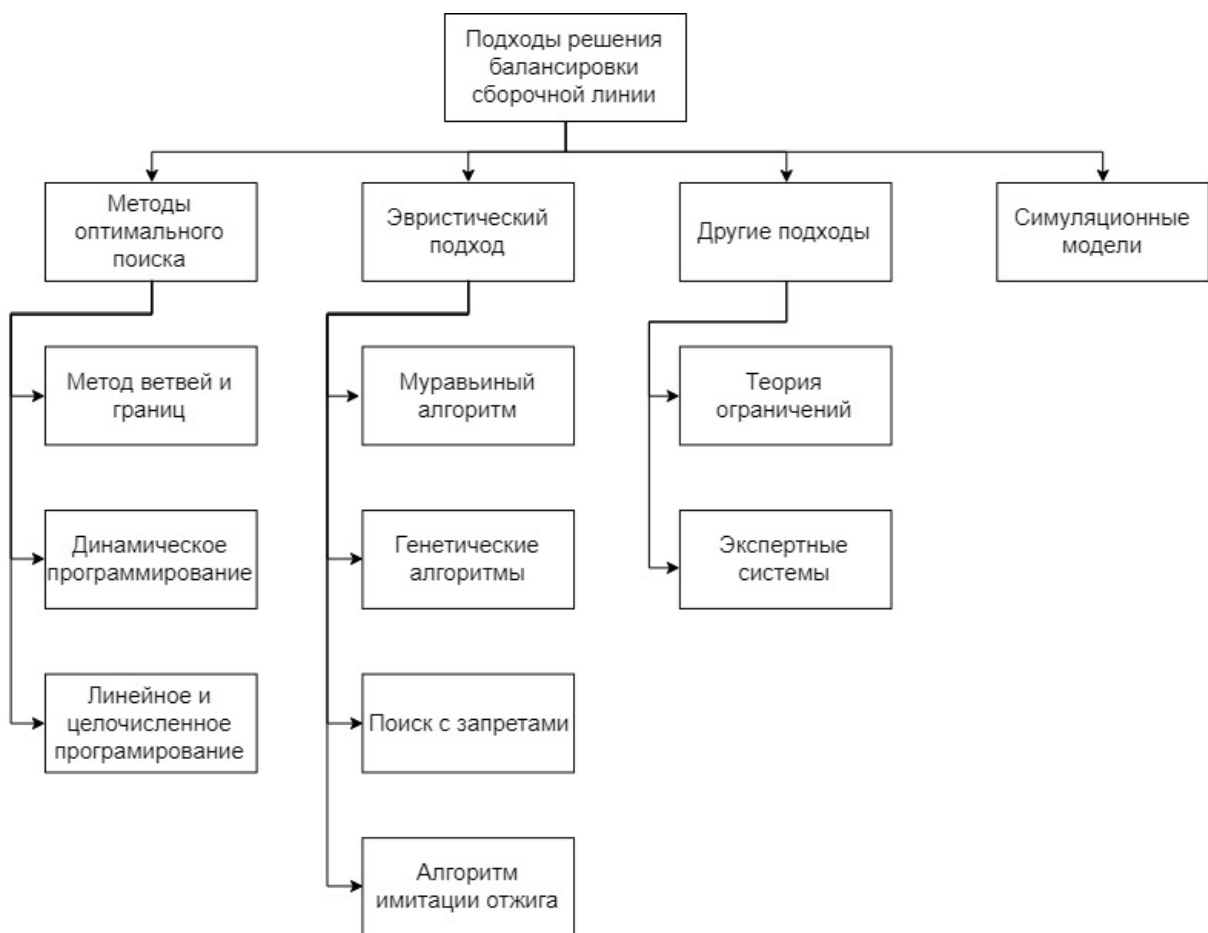 Подходы решения
балансировки
сборочной линии
Методы
оптимального
поиска
Эвристический
подход
Другие подходы
Симуляционные
модели
Метод ветвей и
границ
Муравьиный
алгоритм
Теория
ограничений
Динамическое
программирование
Генетические
алгоритмы
Экспертные
системы
Линейное и
целочисленное
програмирование
Поиск с запретами
Алгоритм
имитации отжига